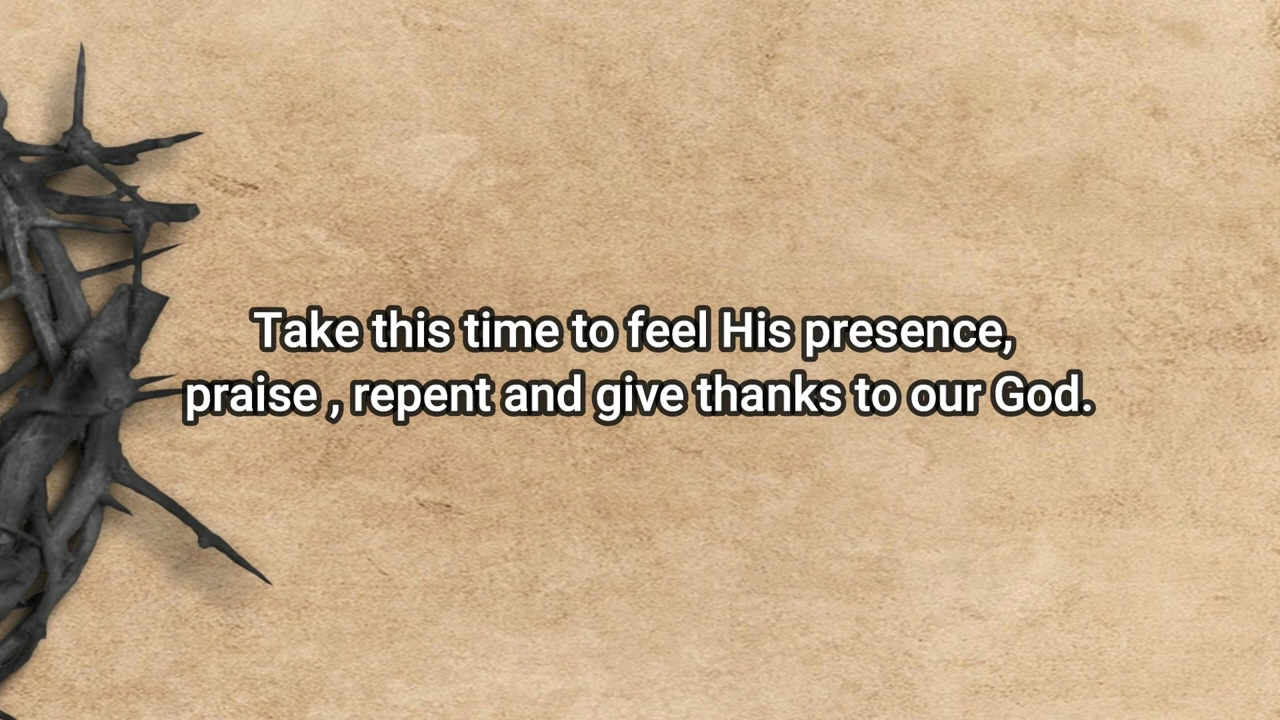 Take this time to feel His presence,
praise , repent and give thanks to our God.